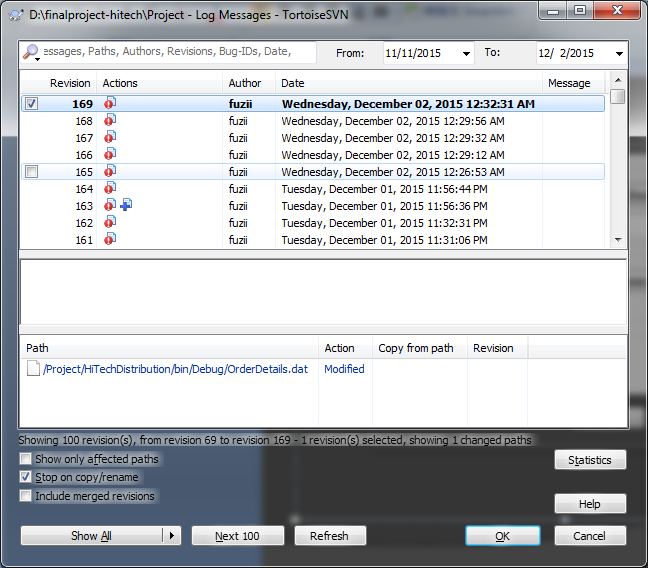 D:\finalproject-hitech\Project - Log Messages - TortoiseSVN
essages, Paths, Authors, Revisions, Bug-IDs, Date, From: 11/11/2015 To: 12/ 2/2015
Revision Actions Author Date Message
169 fuzii Wednesday, December 02, 2015 12:32:31 AM
168 fuzii Wednesday, December 02, 2015 12:29:56 AM
167 fuzii Wednesday, December 02, 2015 12:29:32 AM
166 fuzii Wednesday, December 02, 2015 12:29:12 AM
165 fuzii Wednesday, December 02, 2015 12:26:53 AM
164 fuzii Tuesday, December 01, 2015 11:56:44 PM
163 fuzii Tuesday, December 01, 2015 11:56:36 PM
162 fuzii Tuesday, December 01, 2015 11:32:31 PM
161 fuzii Tuesday, December 01, 2015 11:31:06 PM
Path Action Copy from path Revision
/Project/HiTechDistribution/bin/Debug/OrderDetails.dat Modified
Showing 100 revision(s), from revision 69 to revision 169 - 1 revision(s) selected, showing 1 changed paths
Show only affected paths
Statistics
Stop on copy/rename
Include merged revisions
Help
Show All Next 100 Refresh OK Cancel